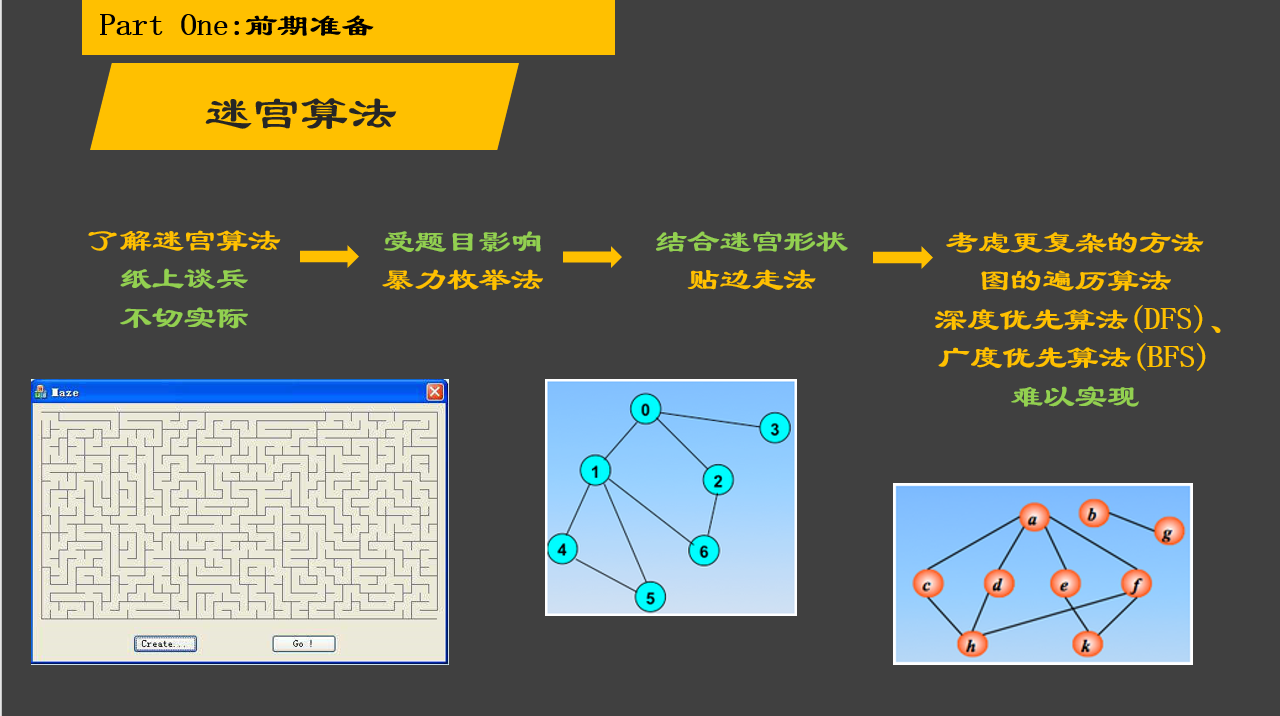 Part One:前期准备
迷宫算法
了解迷宫算法
纸上谈兵
不切实际
受题目影响
暴力枚举法
结合迷宫形状
贴边走法
考虑更复杂的方法
图的遍历算法
深度优先算法(DFS)、
广度优先算法(BFS)
难以实现
Maze
Create...
Go !
0
3
1
2
4
6
5
a
b
g
c
d
e
f
h
k